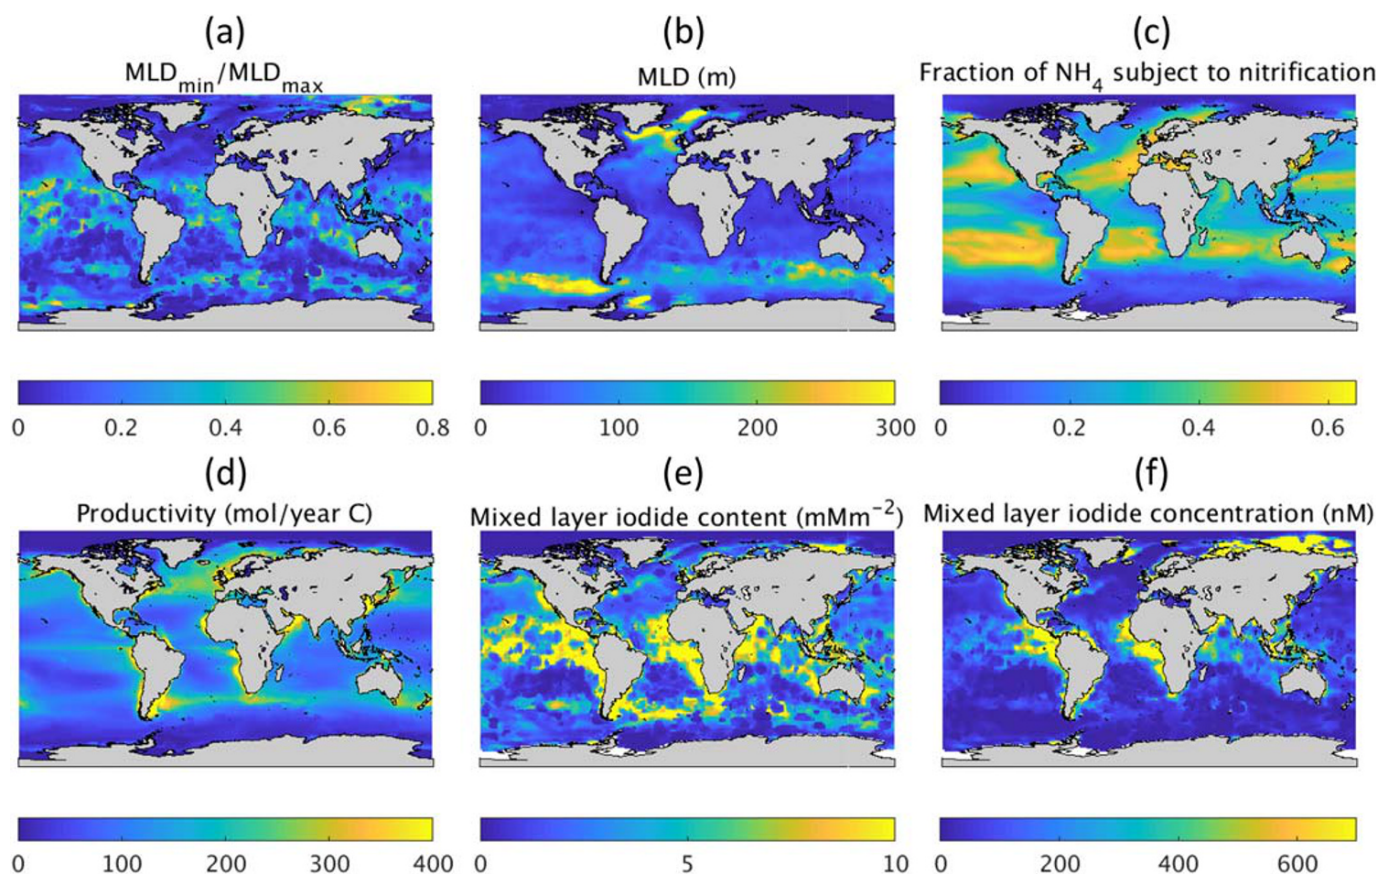 (a) (b) (c)
MLDmin/MLDmax MLD (m) Fraction of NH4 subject to nitrification
0 0.2 0.4 0.6 0.8 0 100 200 300 0 0.2 0.4 0.6
(d) (e) (f)
Productivity (mol/year C) Mixed layer iodide content (mMm−2) Mixed layer iodide concentration (nM)
0 100 200 300 400 0 5 10 0 200 400 600